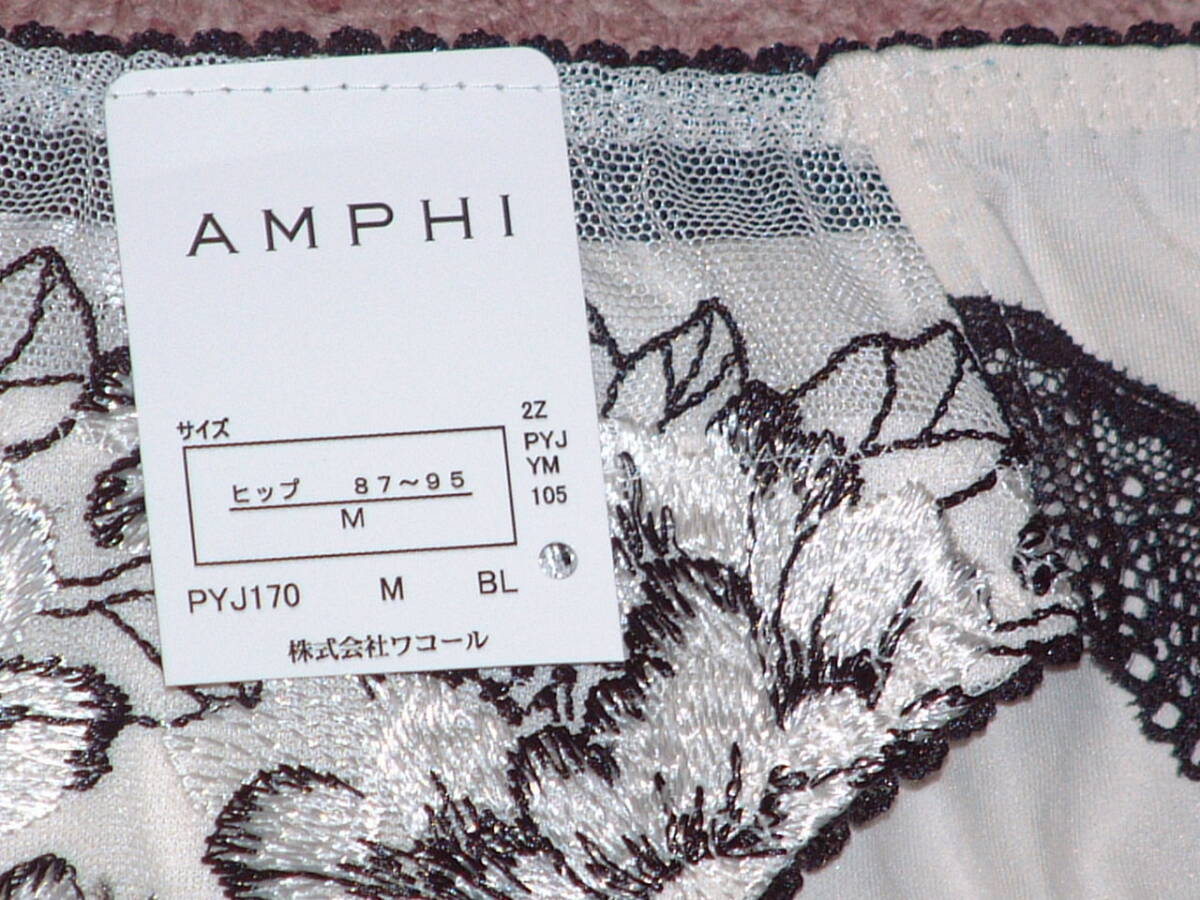 AMPHI
サイズ
ヒップ 87～95
M
2Z
PYJ
YM
105
PYJ170 M BL
株式会社ワコール